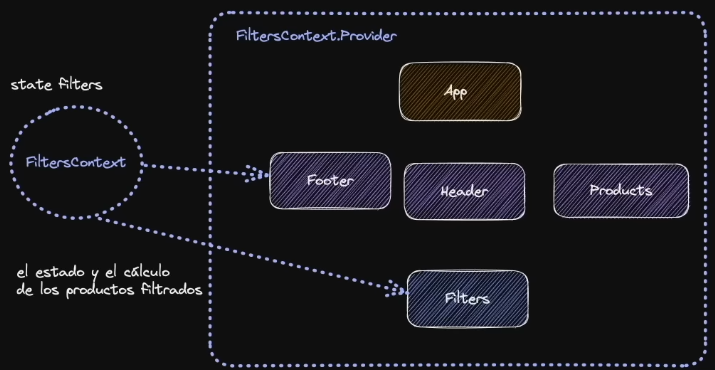 FiltersContext.Provider
state filters
App
FiltersContext
Footer
Header
Products
el estado y el cálculo
de los productos filtrados
Filters